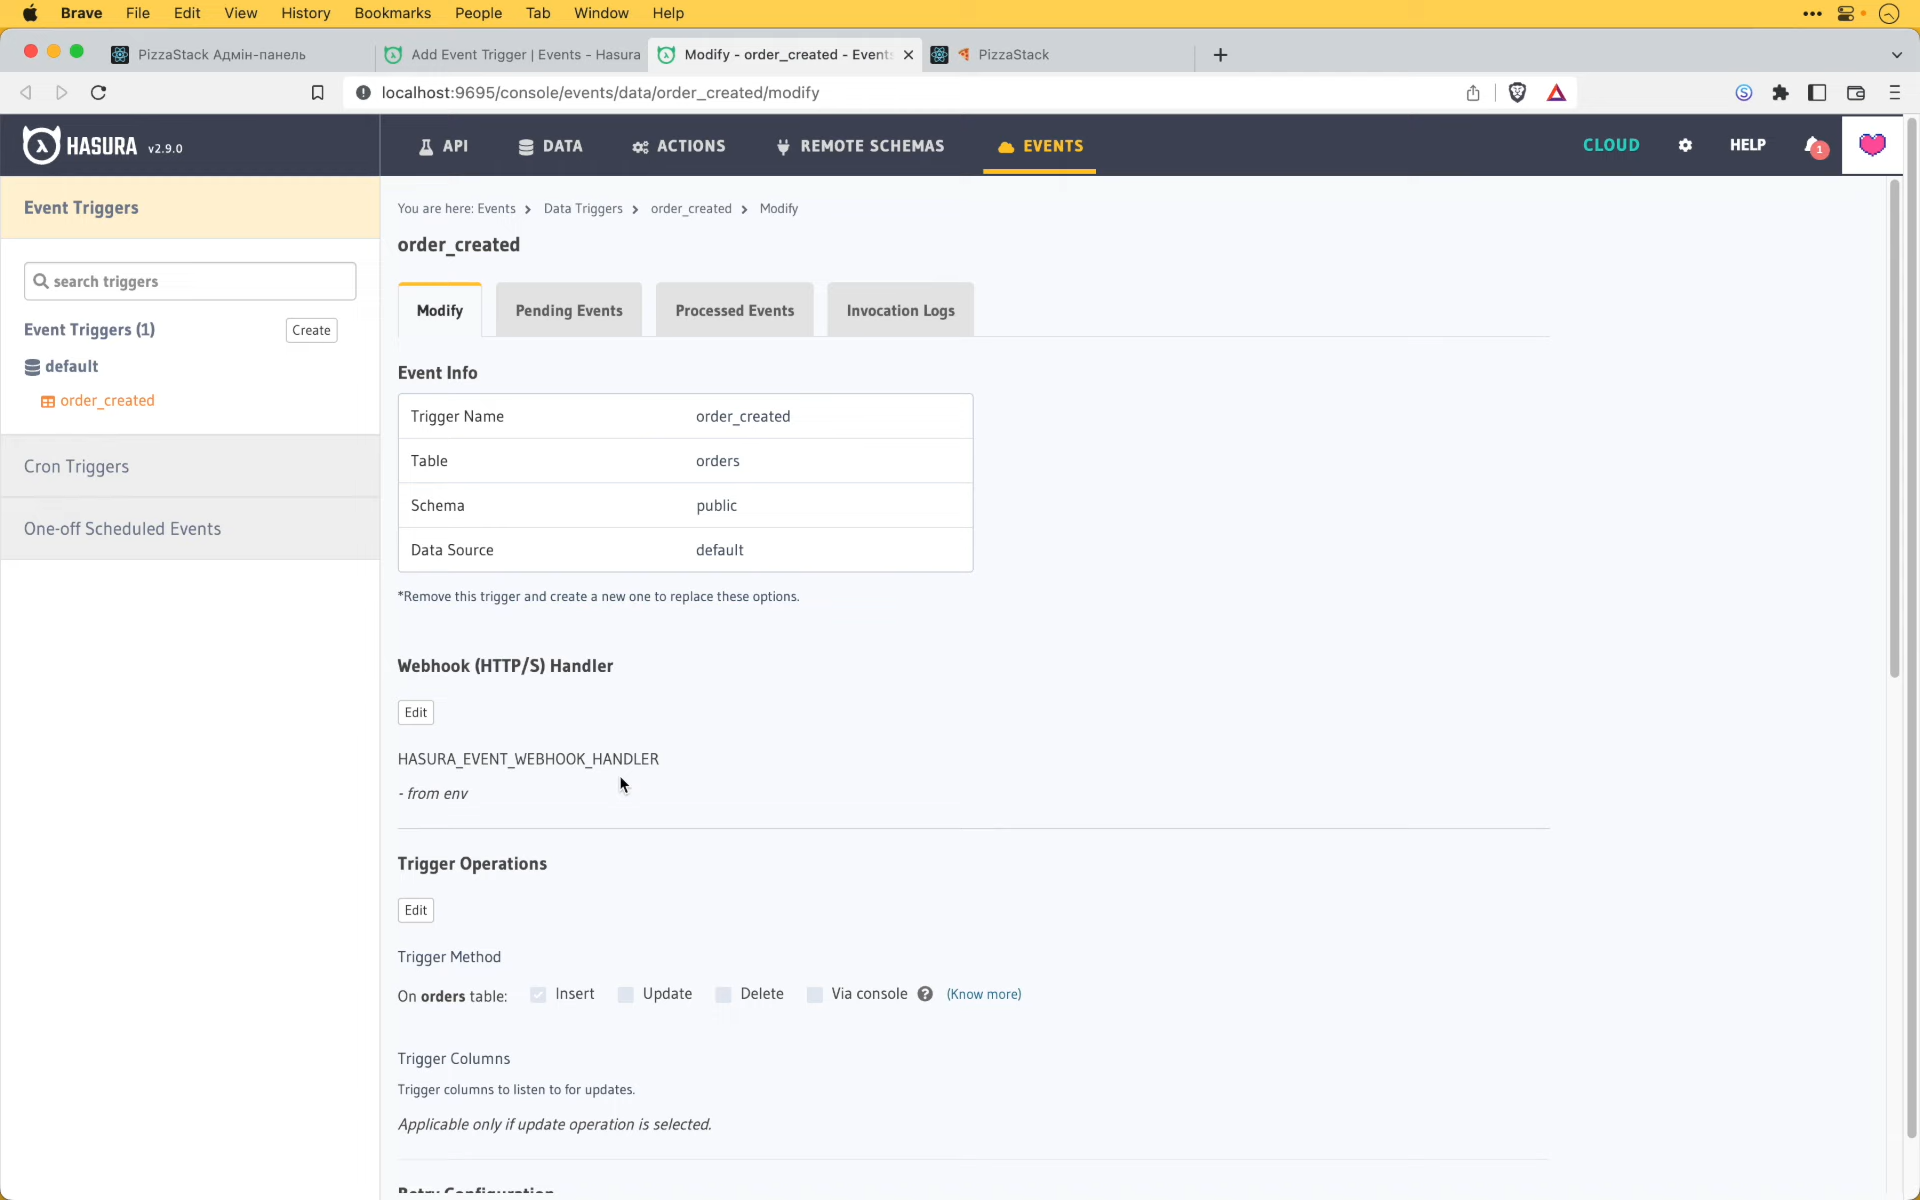 Brave File Edit View History Bookmarks People Tab Window Help
PizzaStack Адмін-панель
Add Event Trigger | Events - Hasura
Modify - order_created - Event
PizzaStack
localhost:9695/console/events/data/order_created/modify
HASURA v2.9.0
API DATA ACTIONS REMOTE SCHEMAS EVENTS
CLOUD HELP 1
Event Triggers
search triggers
Event Triggers (1)
Create
default
order_created
Cron Triggers
One-off Scheduled Events
You are here: Events > Data Triggers > order_created > Modify
order_created
Modify Pending Events Processed Events Invocation Logs
Event Info
Trigger Name order_created
Table orders
Schema public
Data Source default
*Remove this trigger and create a new one to replace these options.
Webhook (HTTP/S) Handler
Edit
HASURA_EVENT_WEBHOOK_HANDLER
- from env
Trigger Operations
Edit
Trigger Method
On orders table: Insert Update Delete Via console ? (Know more)
Trigger Columns
Trigger columns to listen to for updates.
Applicable only if update operation is selected.
Retry Configuration